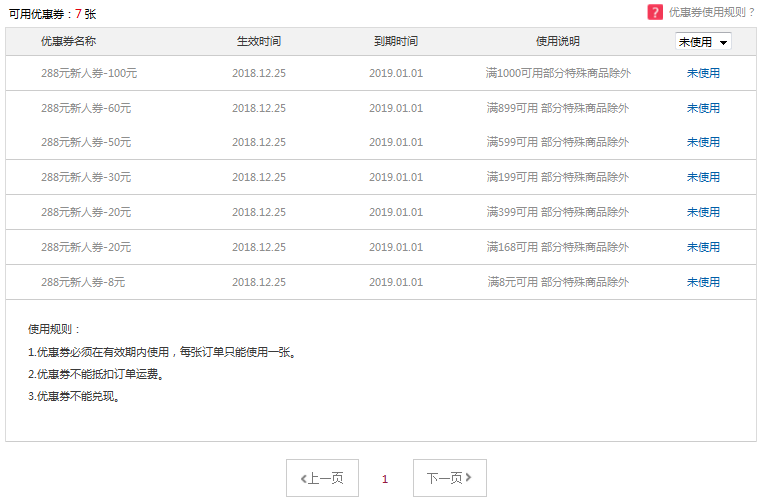 可用优惠券：7 张
? 优惠券使用规则？
优惠券名称 生效时间 到期时间 使用说明 未使用
288元新人券-100元 2018.12.25 2019.01.01 满1000可用部分特殊商品除外 未使用
288元新人券-60元 2018.12.25 2019.01.01 满899可用 部分特殊商品除外 未使用
288元新人券-50元 2018.12.25 2019.01.01 满599可用 部分特殊商品除外 未使用
288元新人券-30元 2018.12.25 2019.01.01 满199可用 部分特殊商品除外 未使用
288元新人券-20元 2018.12.25 2019.01.01 满399可用 部分特殊商品除外 未使用
288元新人券-20元 2018.12.25 2019.01.01 满168可用 部分特殊商品除外 未使用
288元新人券-8元 2018.12.25 2019.01.01 满8元可用 部分特殊商品除外 未使用
使用规则：
1.优惠券必须在有效期内使用，每张订单只能使用一张。
2.优惠券不能抵扣订单运费。
3.优惠券不能兑现。
上一页 1 下一页